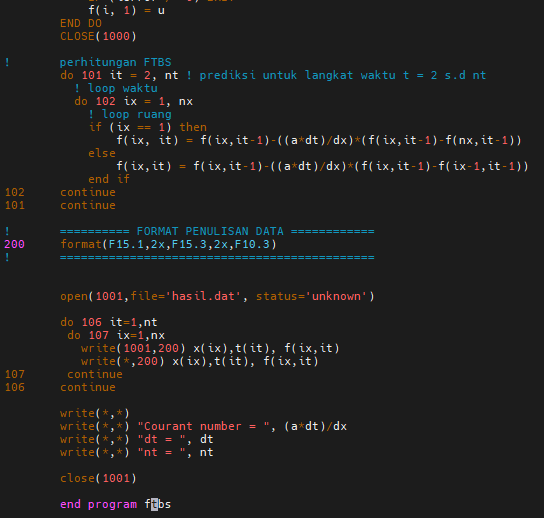 f(i, 1) = u
END DO
CLOSE(1000)
! perhitungan FTBS
do 101 it = 2, nt ! prediksi untuk langkat waktu t = 2 s.d nt
! loop waktu
do 102 ix = 1, nx
! loop ruang
if (ix == 1) then
f(ix, it) = f(ix,it-1)-((a*dt)/dx)*(f(ix,it-1)-f(nx,it-1))
else
f(ix,it) = f(ix,it-1)-((a*dt)/dx)*(f(ix,it-1)-f(ix-1,it-1))
end if
102 continue
101 continue
! ========== FORMAT PENULISAN DATA ============
200 format(F15.1,2x,F15.3,2x,F10.3)
! =============================================
open(1001,file='hasil.dat', status='unknown')
do 106 it=1,nt
do 107 ix=1,nx
write(1001,200) x(ix),t(it), f(ix,it)
write(*,200) x(ix),t(it), f(ix,it)
107 continue
106 continue
write(*,*)
write(*,*) "Courant number = ", (a*dt)/dx
write(*,*) "dt = ", dt
write(*,*) "nt = ", nt
close(1001)
end program ftbs